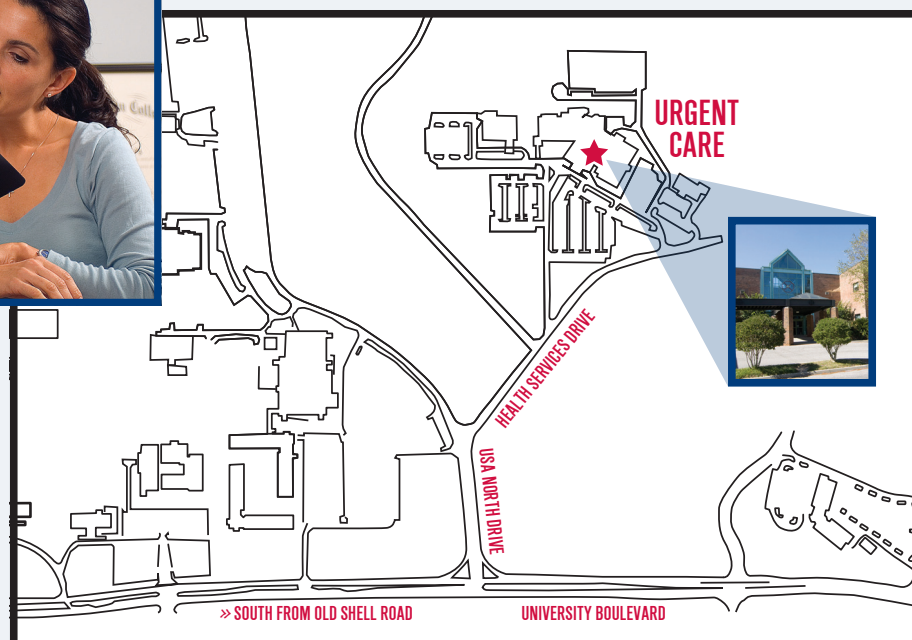 URGENT
CARE
HEALTH SERVICES DRIVE
USA NORTH DRIVE
» SOUTH FROM OLD SHELL ROAD
UNIVERSITY BOULEVARD